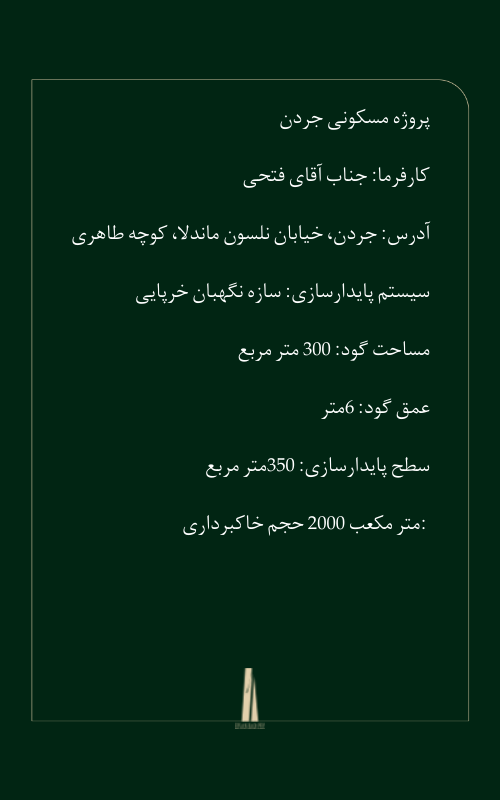 پروژه مسکونی جردن
کارفرما: جناب آقای فتحی
آدرس: جردن، خیابان نلسون ماندلا، کوچه طاهری
سیستم پایدارسازی: سازه نگهبان خرپایی
مساحت گود: 300 متر مربع
عمق گود: 6متر
سطح پایدارسازی: 350متر مربع
:متر مکعب 2000 حجم خاکبرداری